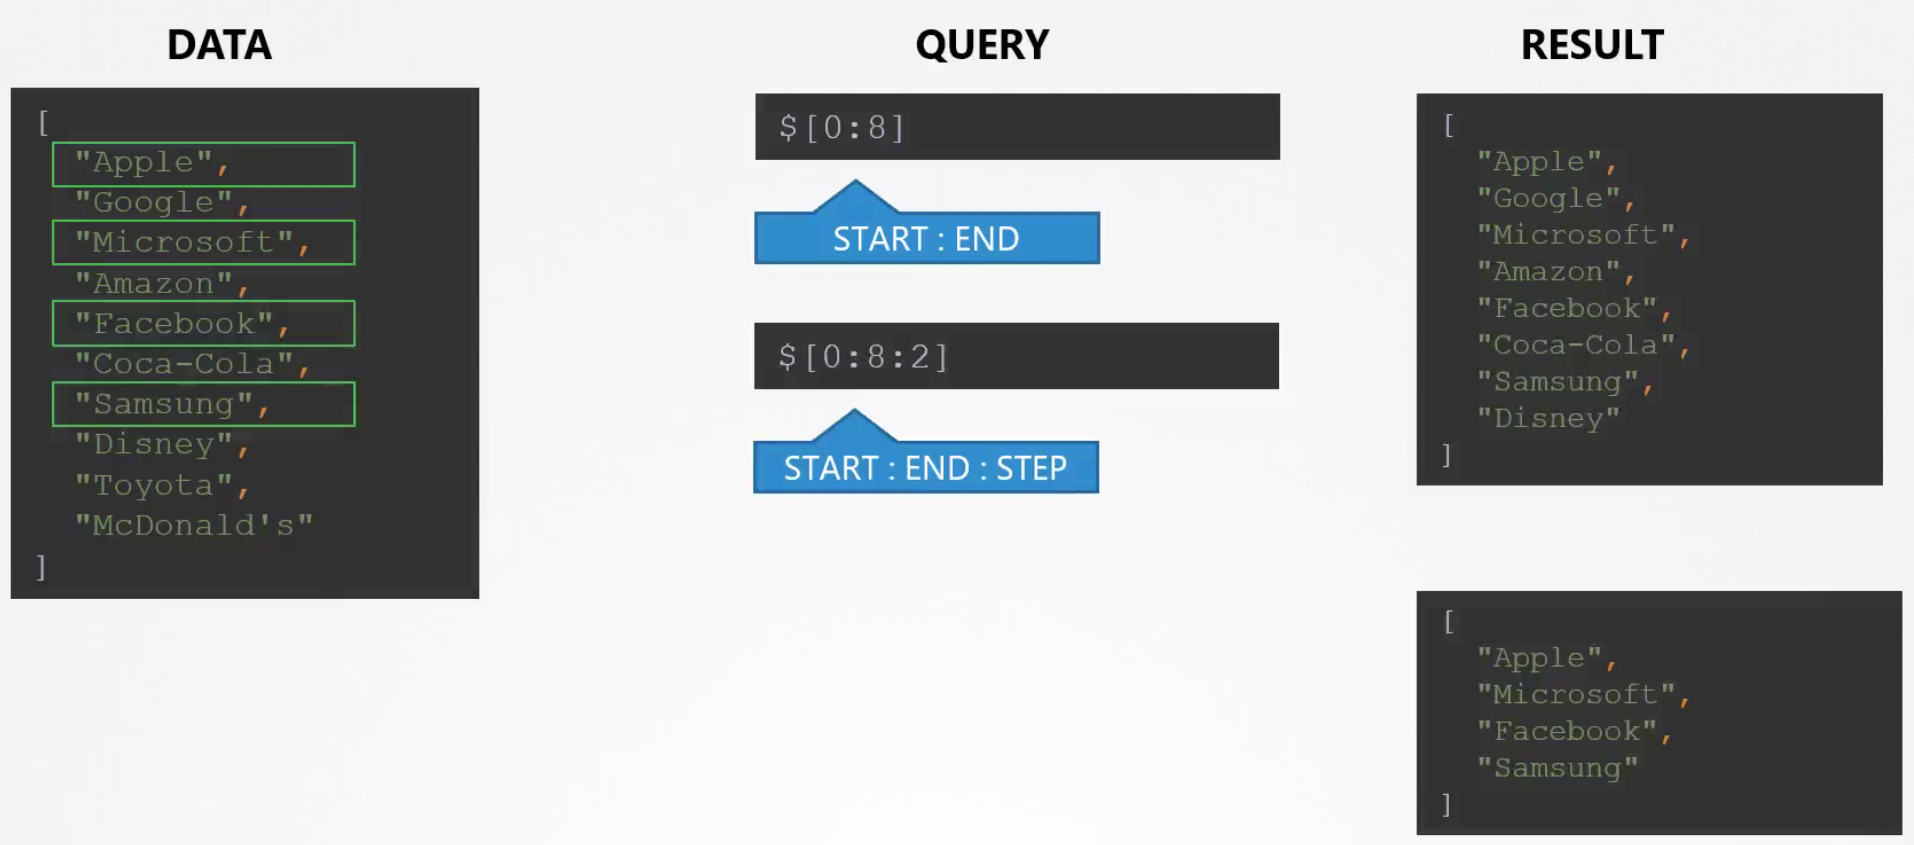 DATA
[
"Apple",
"Google",
"Microsoft",
"Amazon",
"Facebook",
"Coca-Cola",
"Samsung",
"Disney",
"Toyota",
"McDonald's"
]
QUERY
$[0:8]
START : END
$[0:8:2]
START : END : STEP
RESULT
[
"Apple",
"Google",
"Microsoft",
"Amazon",
"Facebook",
"Coca-Cola",
"Samsung",
"Disney"
]
[
"Apple",
"Microsoft",
"Facebook",
"Samsung"
]